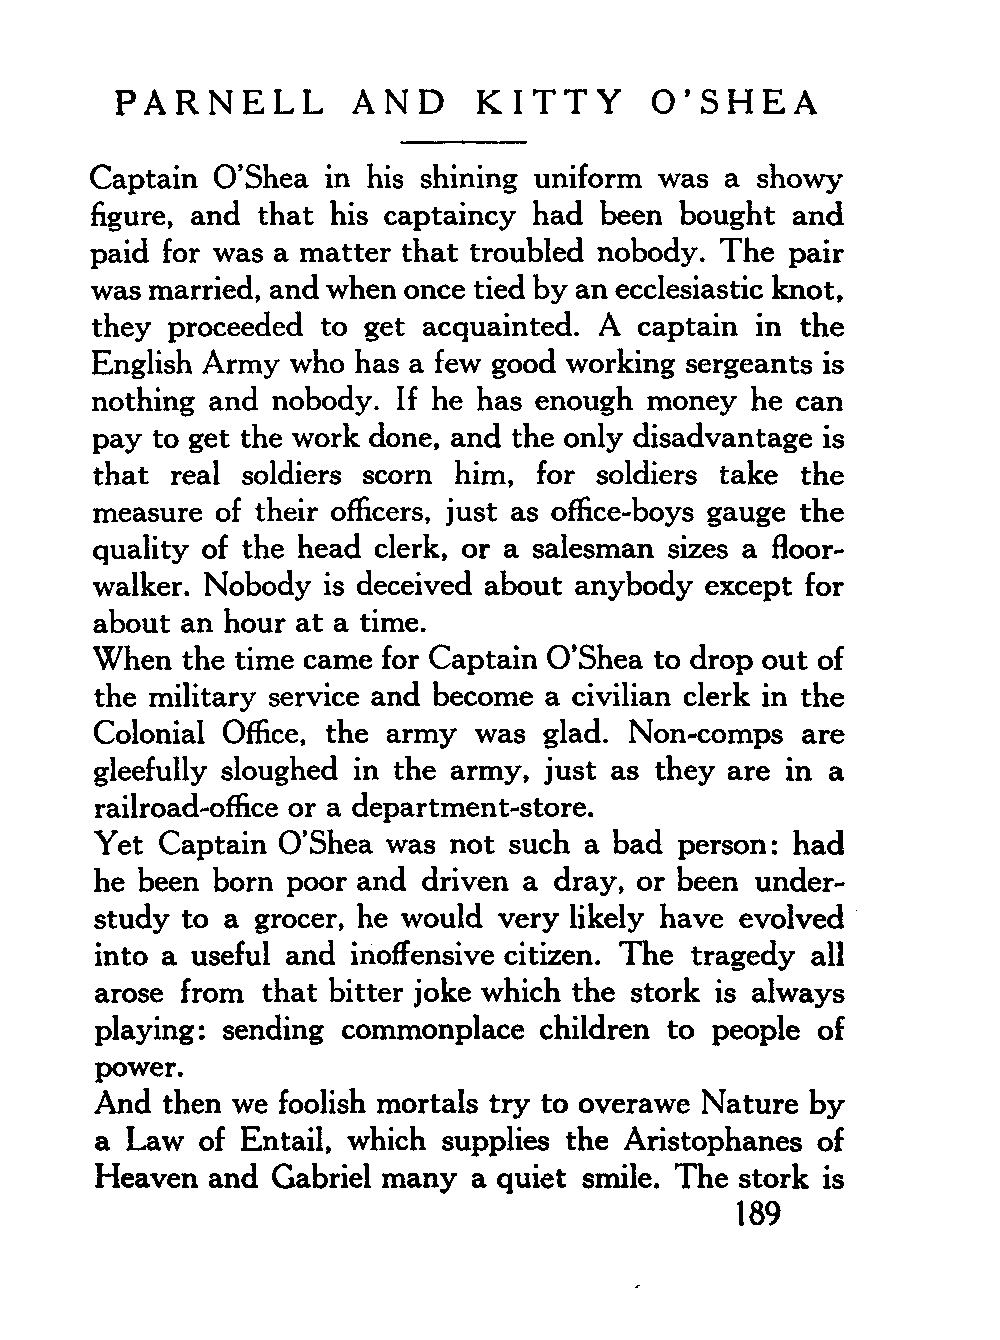 PARNELL AND KITTY O'SHEA
Captain O'Shea in his shining uniform was a showy
figure, and that his captaincy had been bought and
paid for was a matter that troubled nobody. The pair
was married, and when once tied by an ecclesiastic knot,
they proceeded to get acquainted. A captain in the
English Army who has a few good working sergeants is
nothing and nobody. If he has enough money he can
pay to get the work done, and the only disadvantage is
that real soldiers scorn him, for soldiers take the
measure of their officers, just as office-boys gauge the
quality of the head clerk, or a salesman sizes a floor-
walker. Nobody is deceived about anybody except for
about an hour at a time.
When the time came for Captain O'Shea to drop out of
the military service and become a civilian clerk in the
Colonial Office, the army was glad. Non-comps are
gleefully sloughed in the army, just as they are in a
railroad-office or a department-store.
Yet Captain O'Shea was not such a bad person: had
he been born poor and driven a dray, or been under-
study to a grocer, he would very likely have evolved
into a useful and inoffensive citizen. The tragedy all
arose from that bitter joke which the stork is always
playing: sending commonplace children to people of
power.
And then we foolish mortals try to overawe Nature by
a Law of Entail, which supplies the Aristophanes of
Heaven and Gabriel many a quiet smile. The stork is
189